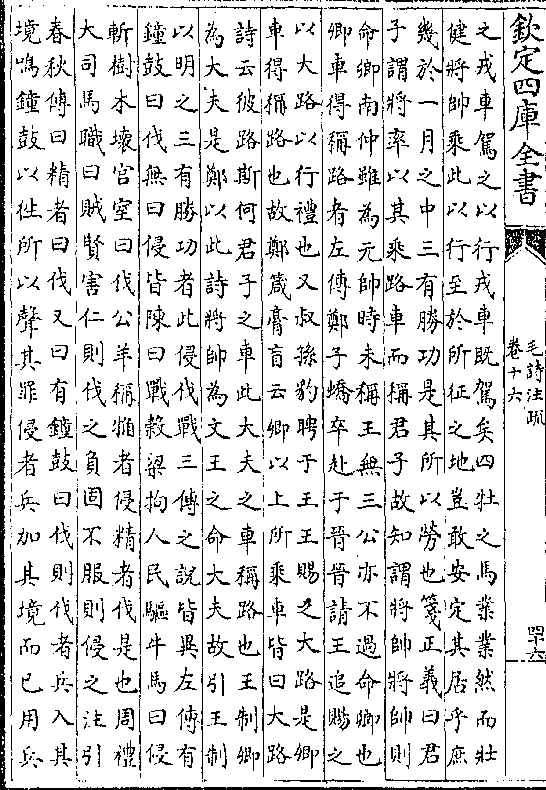 欽定四庫全書
毛詩注疏
卷十六
四十六
之戎車駕之以行戎車既駕矣四牡之馬業業然而壯
健將帥乘此以行至於所征之地豈敢安定其居乎庶
幾於一月之中三有勝功是其所以勞也箋正義曰君
子謂將率以其乘路車而稱君子故知謂將帥將帥則
命卿南仲雖為元帥時未稱王無三公亦不過命卿也
卿車得稱路者左傳鄭子蟜卒赴于晉晉請王追賜之
以大路以行禮也又叔孫豹聘于王王賜之大路是卿
車得稱路也故鄭箴膏肓云卿以上所乘車皆曰大路
詩云彼路斯何君子之車此大夫之車稱路也王制卿
為大夫是鄭以此詩將帥為文王之命大夫故引王制
以明之三有勝功者此侵伐戰三傳之說皆異左傳有
鐘鼓曰伐無曰侵皆陳曰戰穀梁拘人民驅牛馬曰侵
斬樹木壞宮室曰伐公羊稱觕者侵精者伐是也周禮
大司馬職曰賊賢害仁則伐之負固不服則侵之注引
春秋傳曰精者曰伐又曰有鐘鼓曰伐則伐者兵入其
境鳴鐘鼓以徃所以聲其罪侵者兵加其境而已用兵